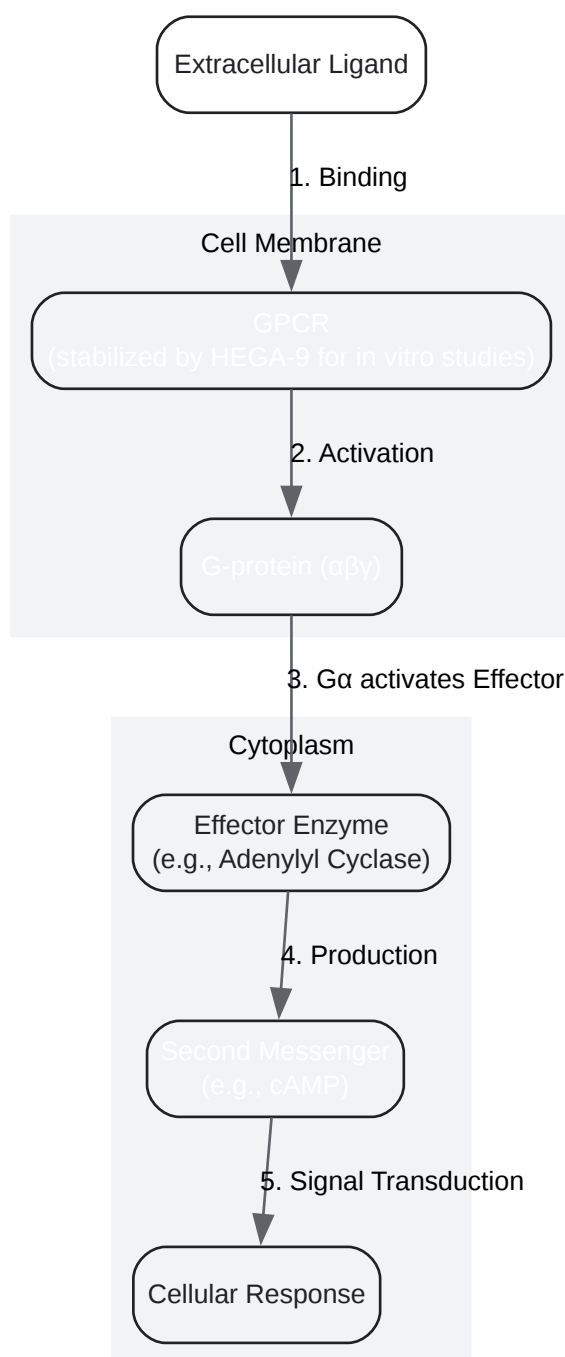 Extracellular Ligand
1. Binding
Cell Membrane
GPCR
(stabilized by HEGA-9 for in vitro studies)
2. Activation
G-protein (αβγ)
3. Gα activates Effector
Cytoplasm
Effector Enzyme
(e.g., Adenylyl Cyclase)
4. Production
Second Messenger
(e.g., cAMP)
5. Signal Transduction
Cellular Response